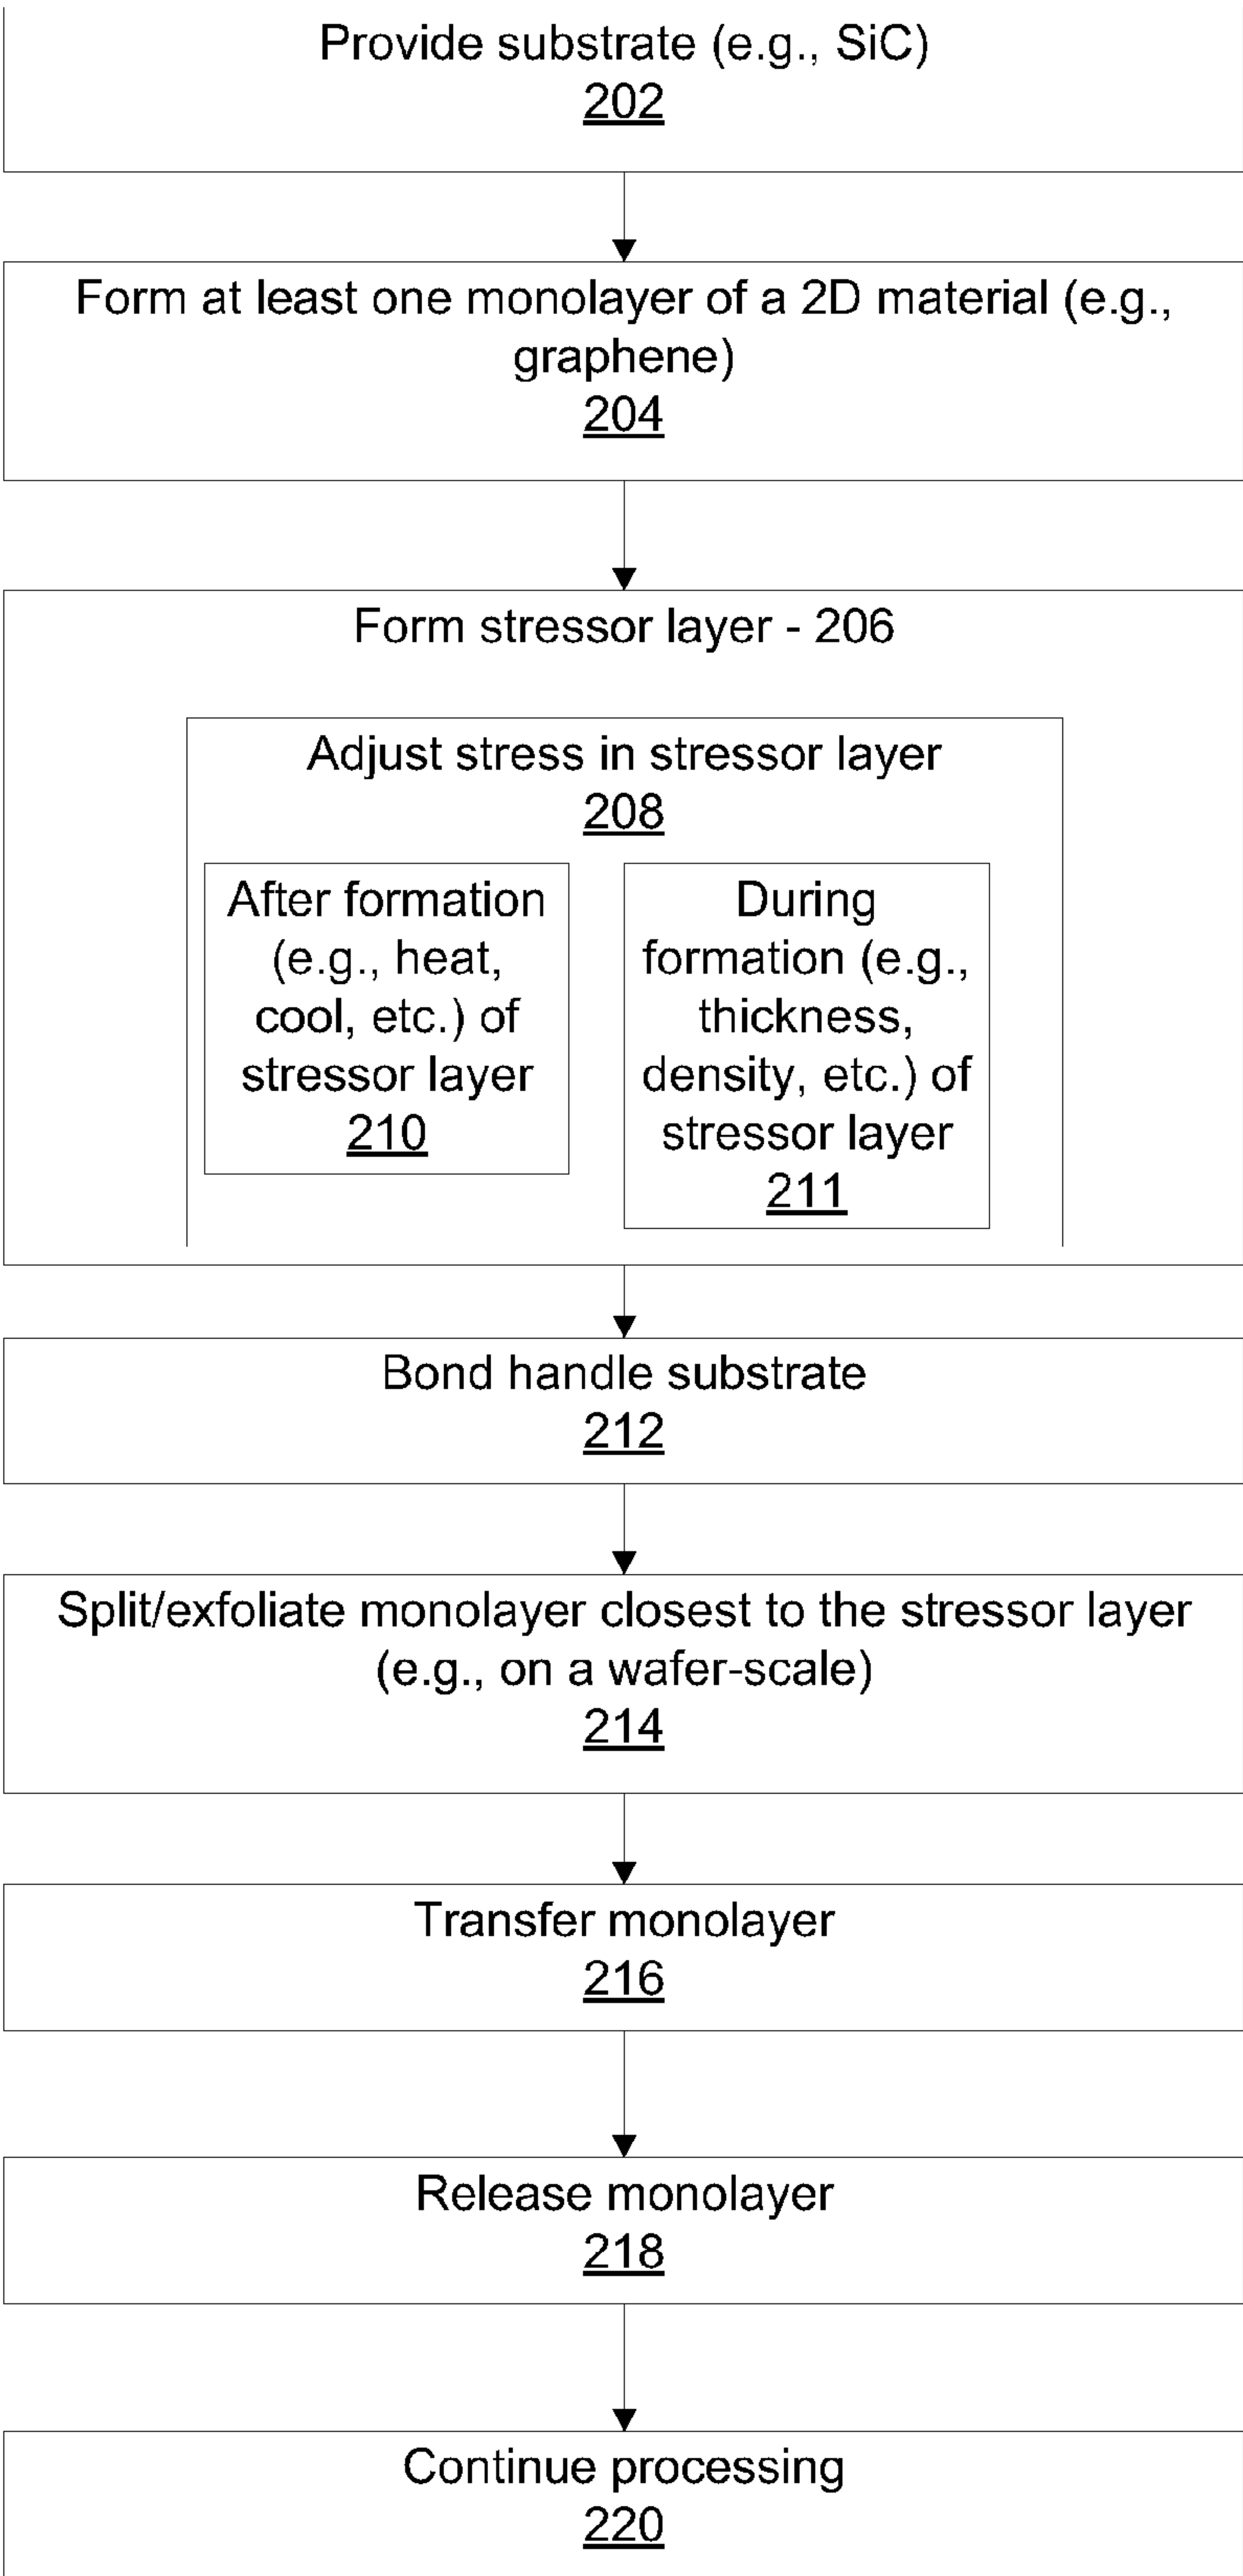 Provide substrate (e.g., SiC)
202
Form at least one monolayer of a 2D material (e.g.,
graphene)
204
Form stressor layer - 206
Adjust stress in stressor layer
208
After formation
(e.g., heat,
cool, etc.) of
stressor layer
210
During
formation (e.g.,
thickness,
density, etc.) of
stressor layer
211
Bond handle substrate
212
Split/exfoliate monolayer closest to the stressor layer
(e.g., on a wafer-scale)
214
Transfer monolayer
216
Release monolayer
218
Continue processing
220